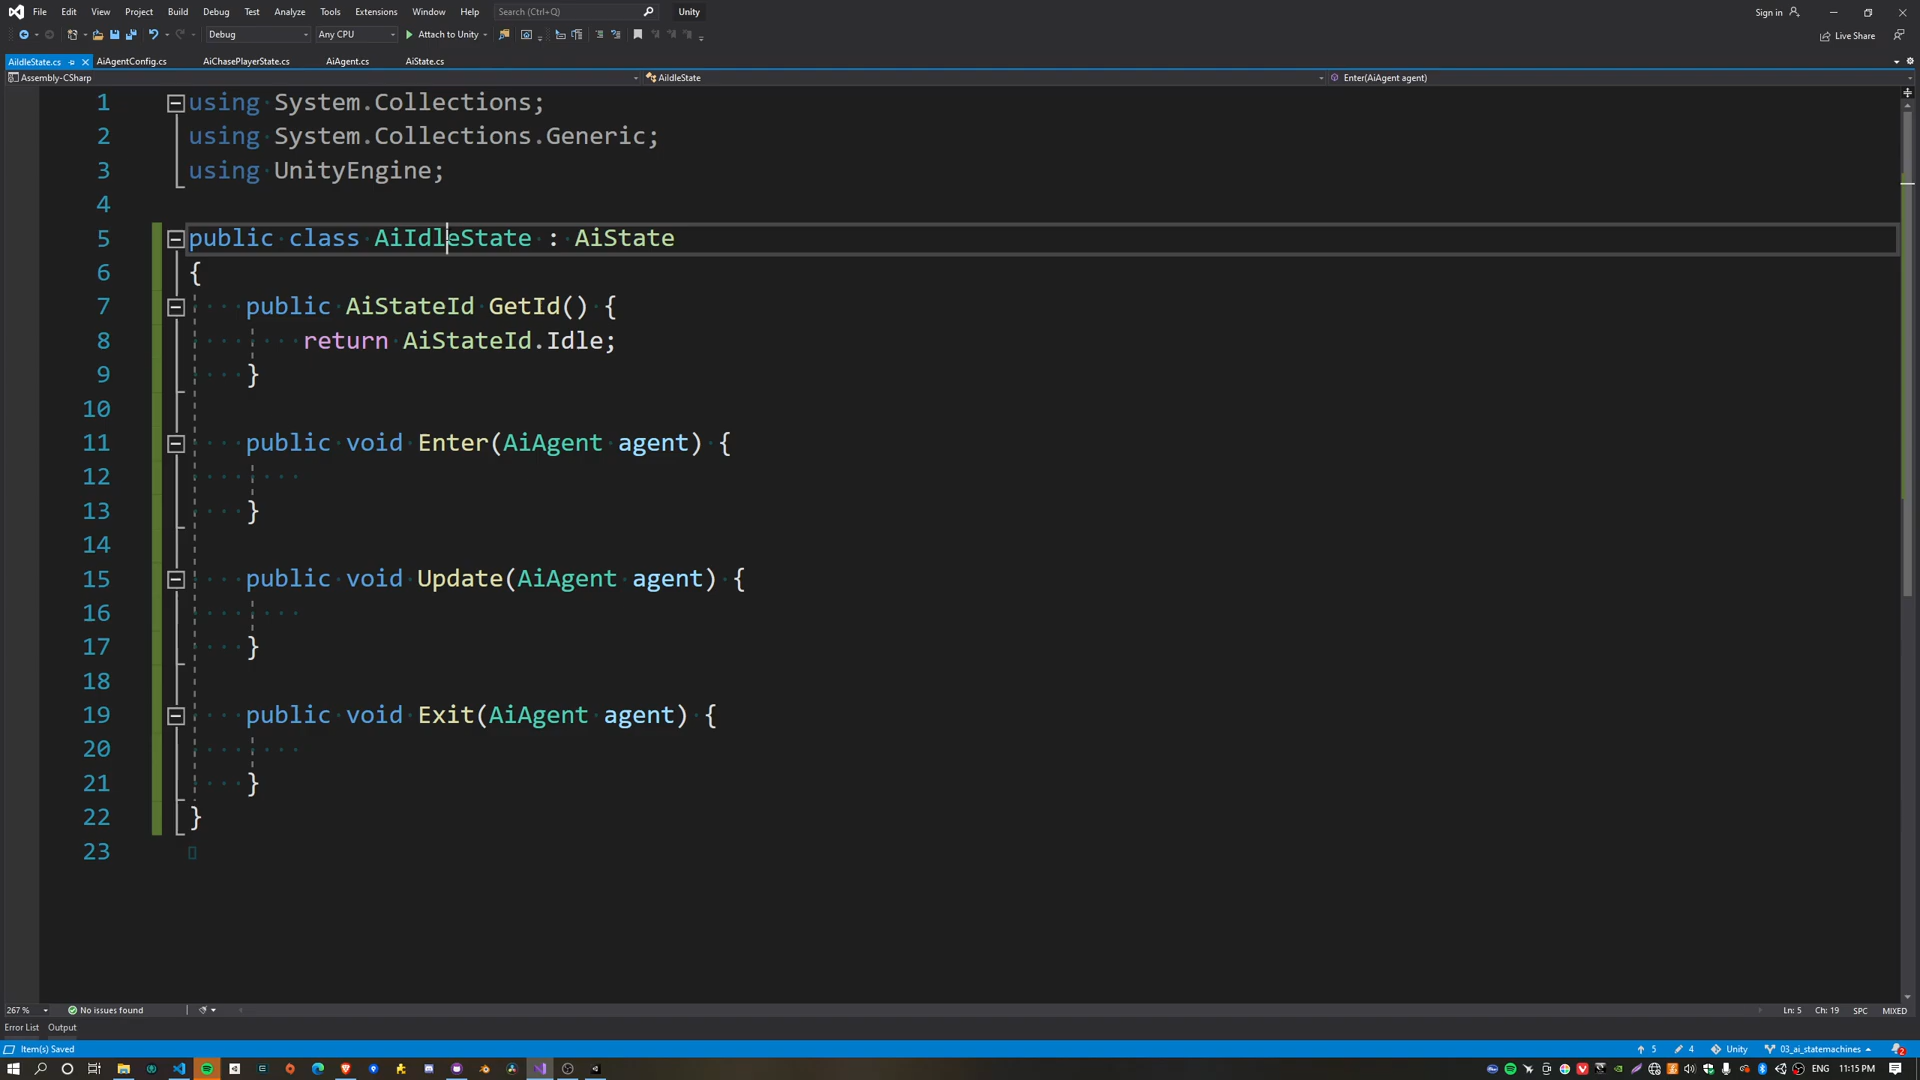 File Edit View Project Build Debug Test Analyze Tools Extensions Window Help Search (Ctrl+Q) Unity Sign in
Debug Any CPU Attach to Unity Live Share
AiIdleState.cs AiAgentConfig.cs AiChasePlayerState.cs AiAgent.cs AiState.cs
Assembly-CSharp AiIdleState Enter(AiAgent agent)
1 using System.Collections;
2 using System.Collections.Generic;
3 using UnityEngine;
4
5 public class AiIdleState : AiState
6 {
7 public AiStateId GetId() {
8 return AiStateId.Idle;
9 }
10
11 public void Enter(AiAgent agent) {
12
13 }
14
15 public void Update(AiAgent agent) {
16
17 }
18
19 public void Exit(AiAgent agent) {
20
21 }
22 }
23
267 % No issues found Ln: 5 Ch: 19 SPC MIXED
Error List Output
Item(s) Saved 5 4 Unity 03_ai_statemachines 2
ENG 11:15 PM